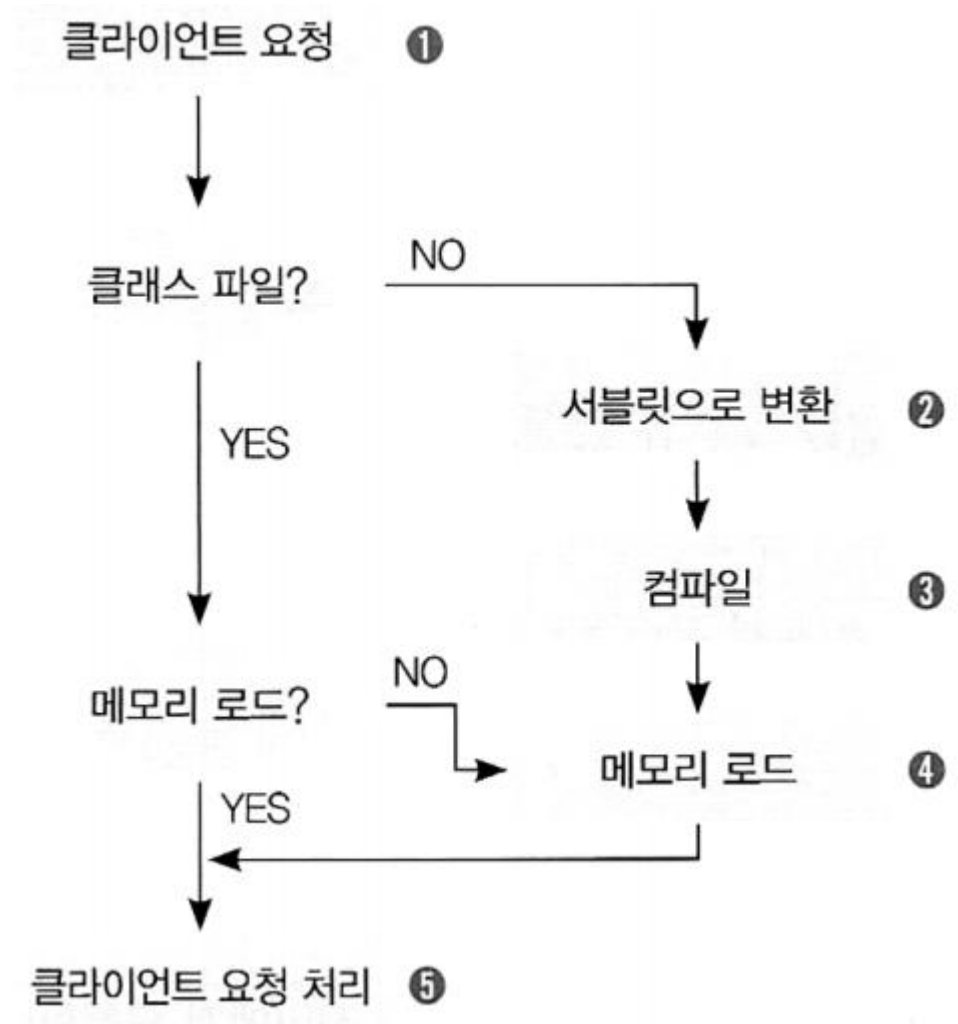 클라이언트 요청 ❶
클래스 파일?
NO
서블릿으로 변환 ❷
YES
컴파일 ❸
메모리 로드?
NO
메모리 로드 ❹
YES
클라이언트 요청 처리 ❺